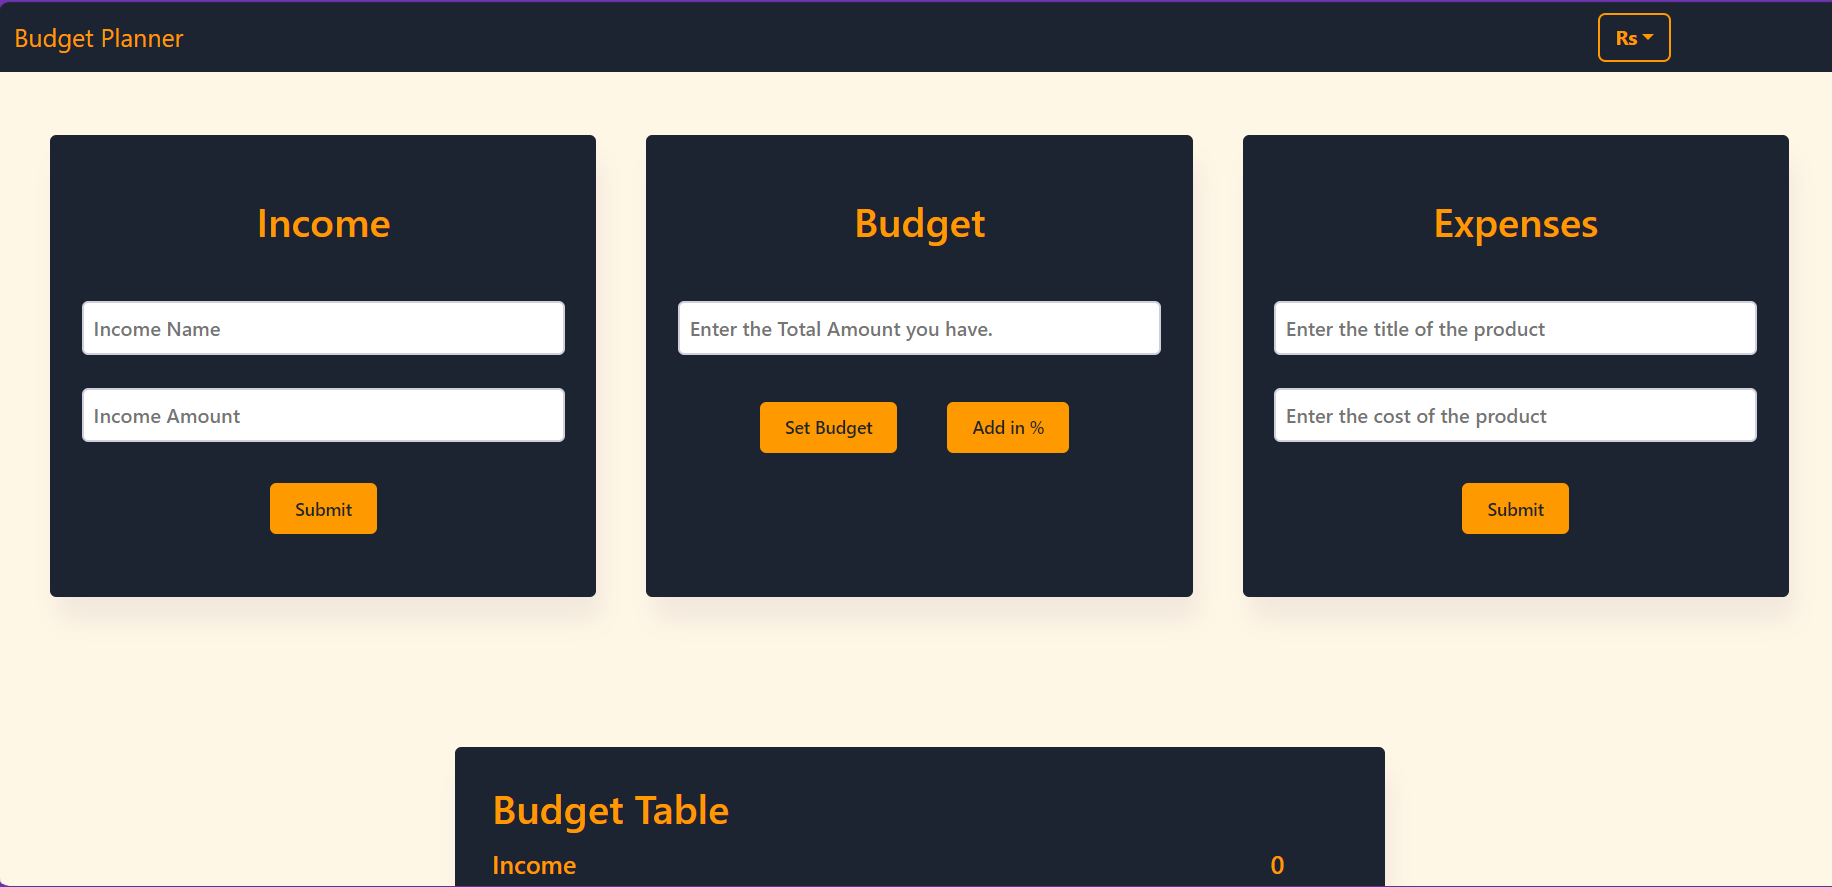 Budget Planner
Rs
Income
Income Name
Income Amount
Submit
Budget
Enter the Total Amount you have.
Set Budget
Add in %
Expenses
Enter the title of the product
Enter the cost of the product
Submit
Budget Table
Income 0